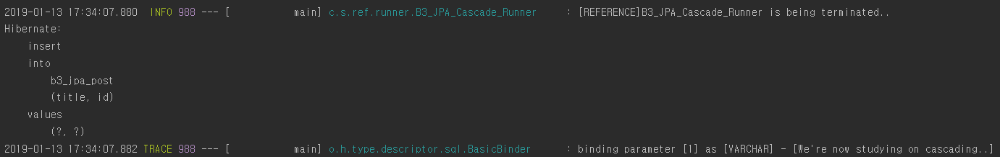 2019-01-13 17:34:07.880  INFO 988 --- [           main] c.s.ref.runner.B3_JPA_Cascade_Runner     : [REFERENCE]B3_JPA_Cascade_Runner is being terminated..
Hibernate:
    insert
    into
        b3_jpa_post
        (title, id)
    values
        (?, ?)
2019-01-13 17:34:07.882 TRACE 988 --- [           main] o.h.type.descriptor.sql.BasicBinder      : binding parameter [1] as [VARCHAR] - [We're now studying on cascading..]